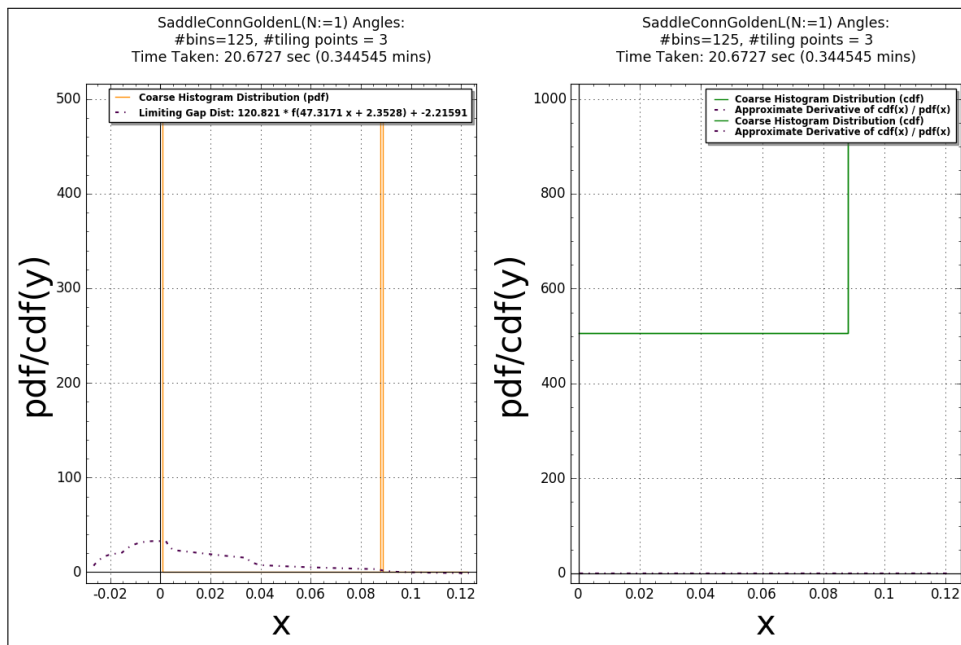 SaddleConnGoldenL(N:=1) Angles:
#bins=125, #tiling points = 3
Time Taken: 20.6727 sec (0.344545 mins)
Coarse Histogram Distribution (pdf)
Limiting Gap Dist: 120.821 * f(47.3171 x + 2.3528) + -2.21591
500
400
300
200
100
0
pdf/cdf(y)
-0.02
0
0.02
0.04
0.06
0.08
0.1
0.12
x
SaddleConnGoldenL(N:=1) Angles:
#bins=125, #tiling points = 3
Time Taken: 20.6727 sec (0.344545 mins)
Coarse Histogram Distribution (cdf)
Approximate Derivative of cdf(x) / pdf(x)
Coarse Histogram Distribution (cdf)
Approximate Derivative of cdf(x) / pdf(x)
1000
800
600
400
200
0
pdf/cdf(y)
0
0.02
0.04
0.06
0.08
0.1
0.12
x